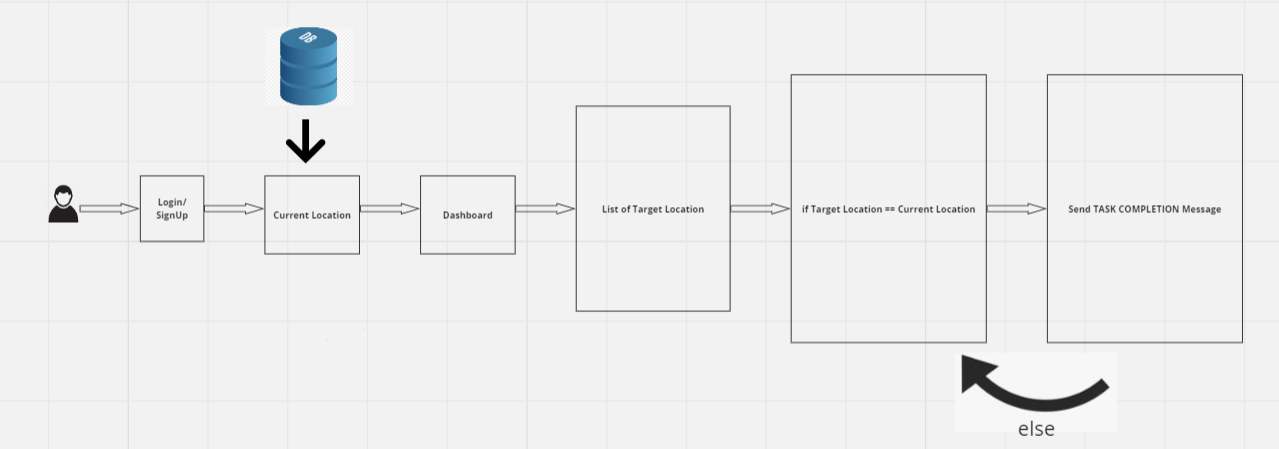 DB
Login/
SignUp
Current Location
Dashboard
List of Target Location
if Target Location == Current Location
Send TASK COMPLETION Message
else